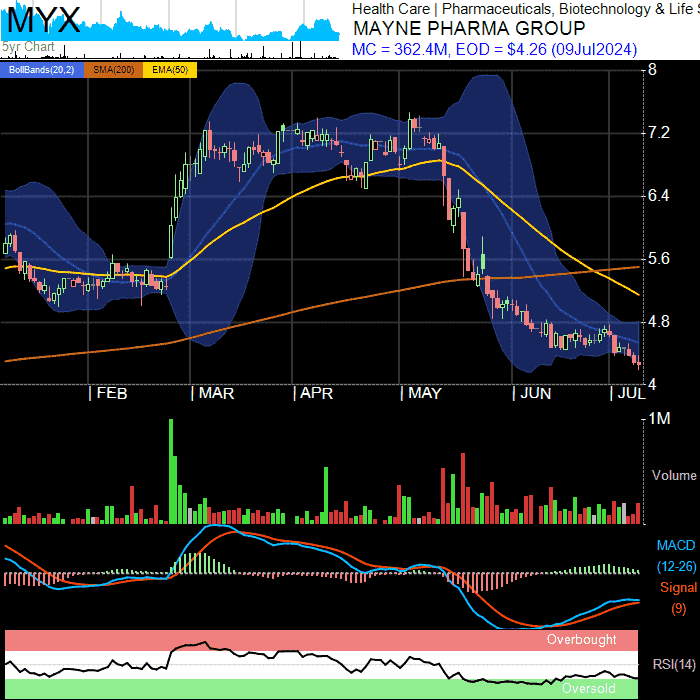 MYX
5yr Chart
Health Care | Pharmaceuticals, Biotechnology & Life S
MAYNE PHARMA GROUP
MC = 362.4M, EOD = $4.26 (09Jul2024)
BollBands(20,2) SMA(200) EMA(50)
8
7.2
6.4
5.6
4.8
4
| FEB | MAR | APR | MAY | JUN | JUL
1M
Volume
MACD
(12-26)
Signal
(9)
Overbought
RSI(14)
Oversold